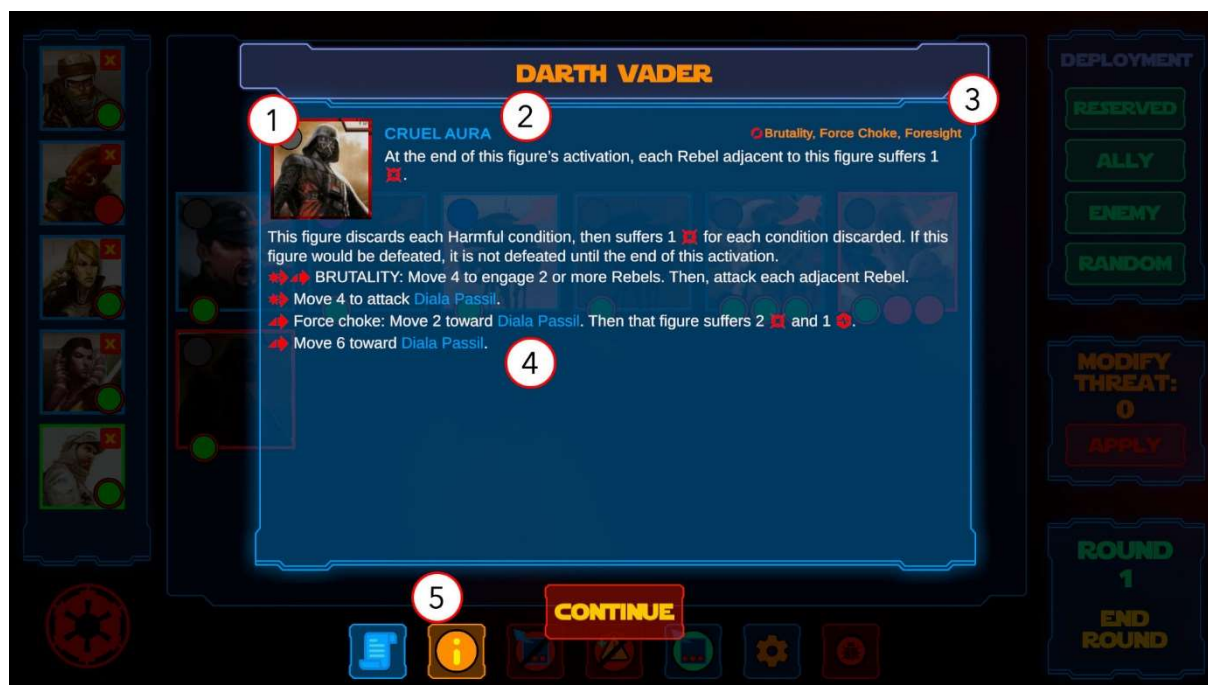 DARTH VADER
1
2
3
CRUEL AURA
Brutality, Force Choke, Foresight
At the end of this figure's activation, each Rebel adjacent to this figure suffers 1
.
This figure discards each Harmful condition, then suffers 1 for each condition discarded. If this
figure would be defeated, it is not defeated until the end of this activation.
BRUTALITY: Move 4 to engage 2 or more Rebels. Then, attack each adjacent Rebel.
Move 4 to attack Diala Passil.
Force choke: Move 2 toward Diala Passil. Then that figure suffers 2 and 1 .
Move 6 toward Diala Passil.
4
5
CONTINUE
DEPLOYMENT
RESERVED
ALLY
ENEMY
RANDOM
MODIFY
THREAT:
0
APPLY
ROUND
1
END
ROUND